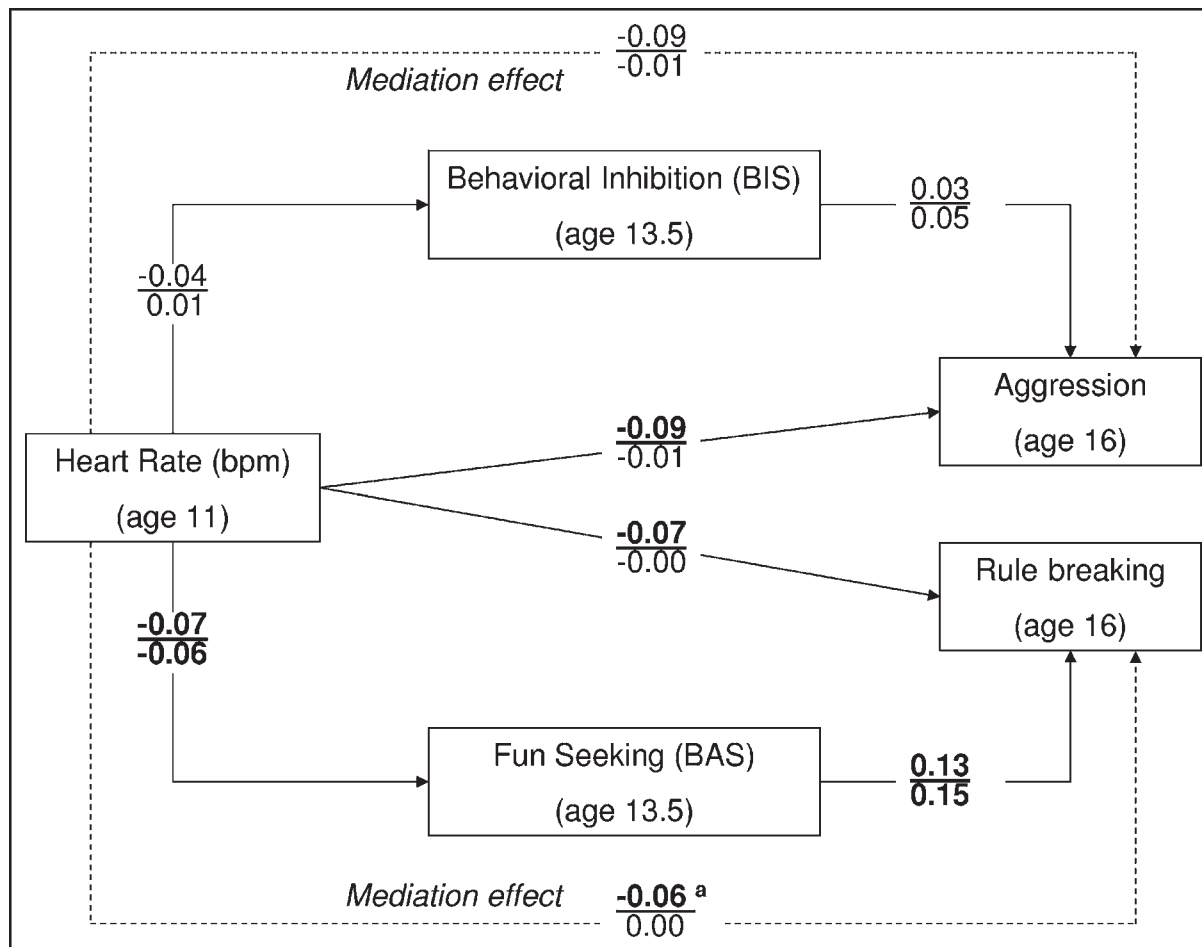 -0.09
-0.01
Mediation effect
Behavioral Inhibition (BIS)
(age 13.5)
0.03
0.05
-0.04
0.01
Aggression
(age 16)
-0.09
-0.01
Heart Rate (bpm)
(age 11)
-0.07
-0.00
Rule breaking
(age 16)
-0.07
-0.06
Fun Seeking (BAS)
(age 13.5)
0.13
0.15
Mediation effect
-0.06 a
0.00